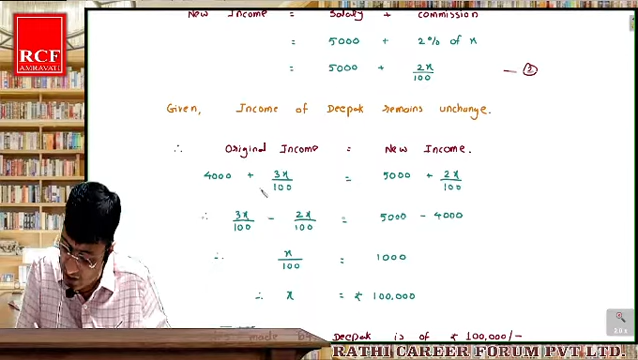 New Income = Salary + commission
= 5000 + 2% of x
= 5000 + 2x/100 — ②
Given, Income of Deepak remains unchange.
∴ Original Income = New Income.
4000 + 3x/100 = 5000 + 2x/100
∴ 3x/100 - 2x/100 = 5000 - 4000
∴ x/100 = 1000
∴ x = ₹ 100,000
made by Deepak is of ₹ 100,000/-
RCF
AMRAVATI
RATHI CAREER FORUM PVT LTD.